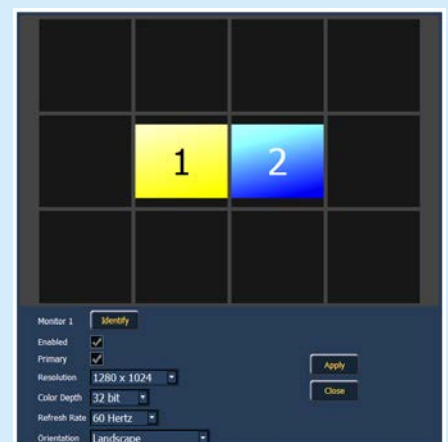 1 2
Monitor 1 Identify
Enabled
Primary
Resolution 1280 x 1024
Color Depth 32 bit
Refresh Rate 60 Hertz
Orientation Landscape
Apply
Close